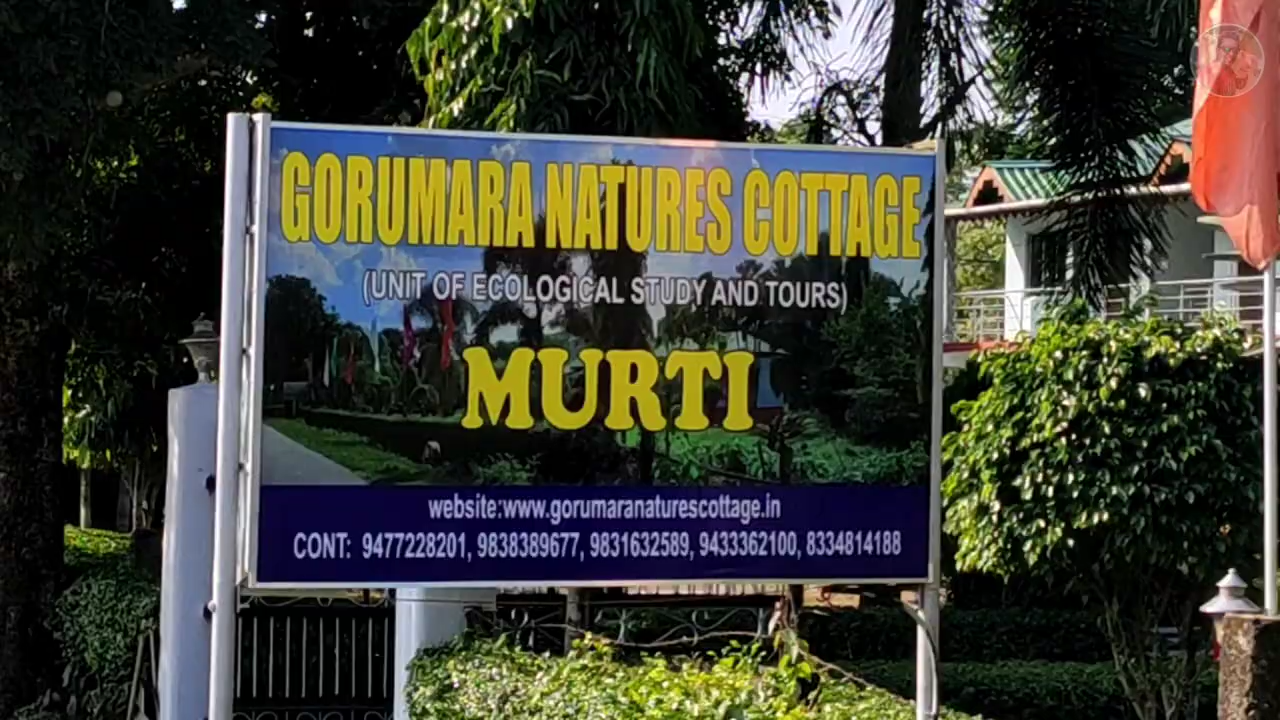 GORUMARA NATURES COTTAGE
(UNIT OF ECOLOGICAL STUDY AND TOURS)
MURTI
website:www.gorumaranaturescottage.in
CONT: 9477228201, 9838389677, 9831632589, 9433362100, 8334814188